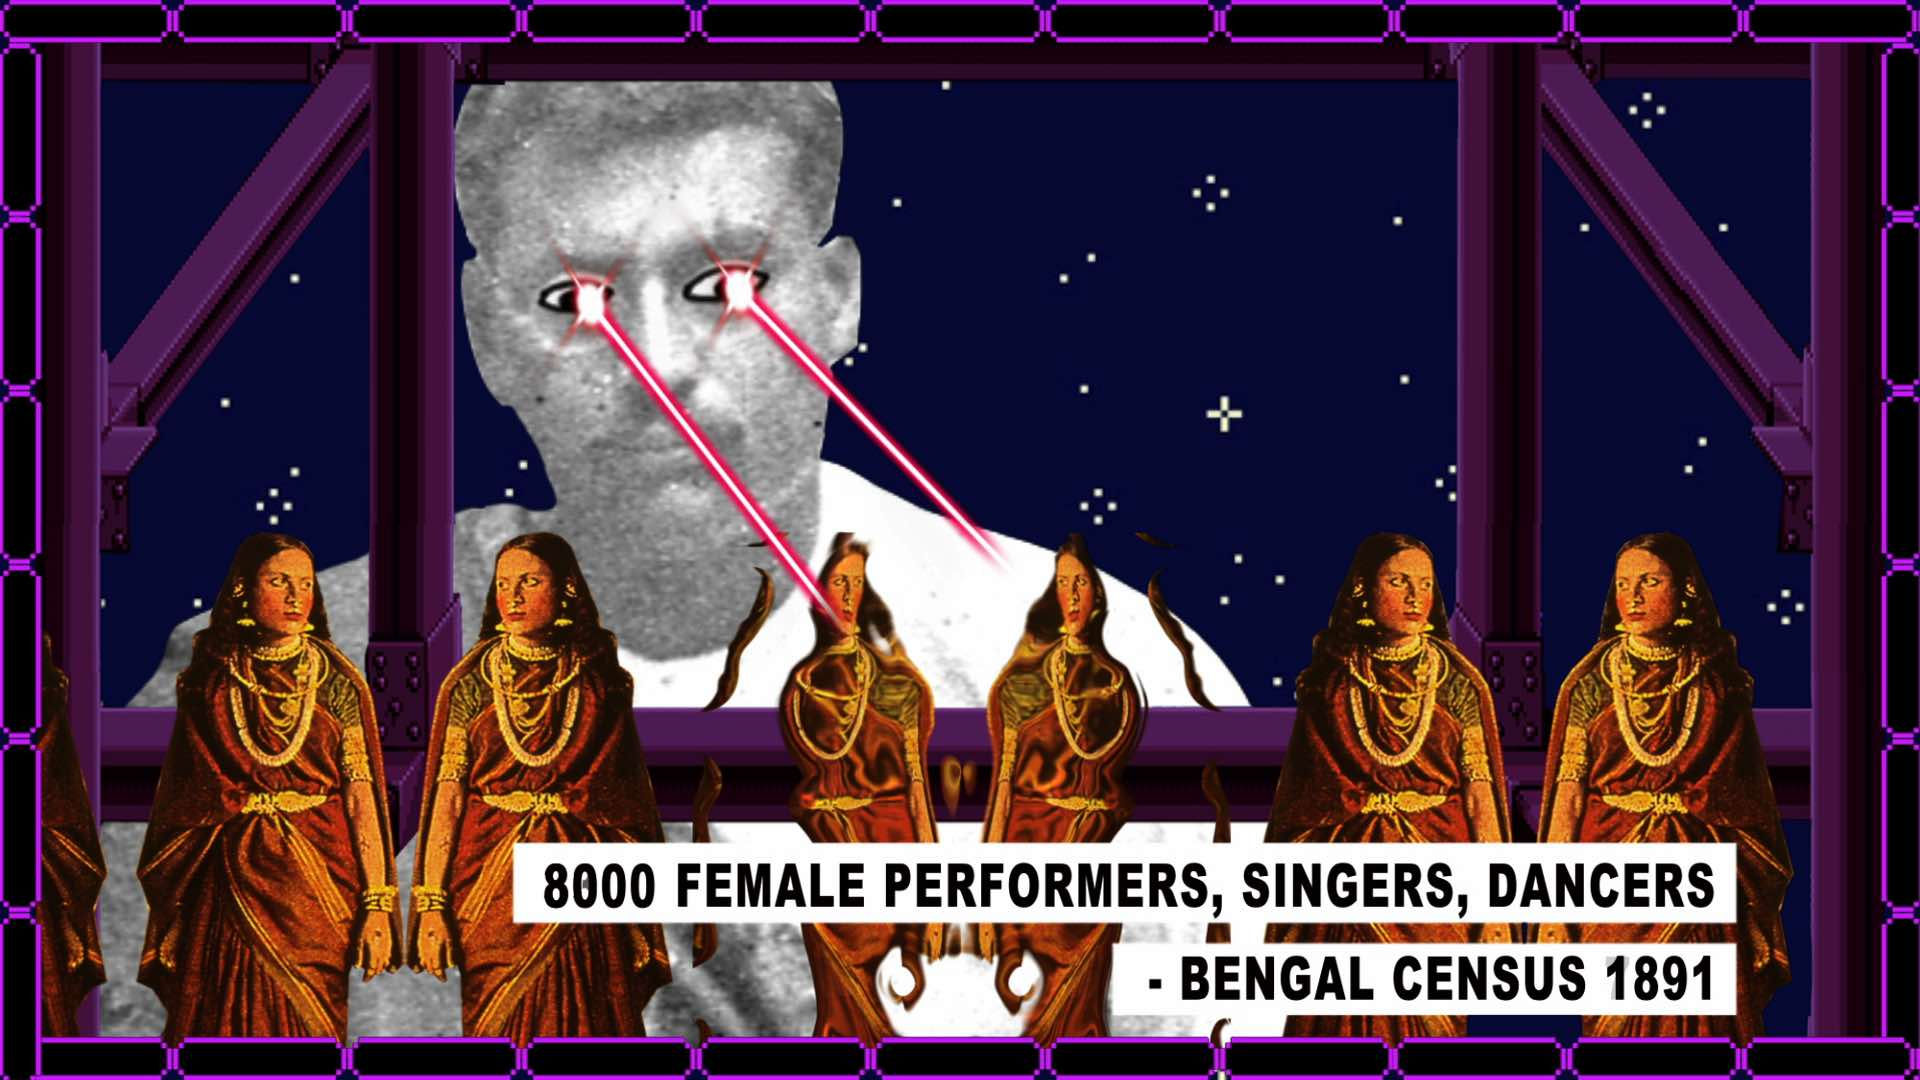 8000 FEMALE PERFORMERS, SINGERS, DANCERS
- BENGAL CENSUS 1891